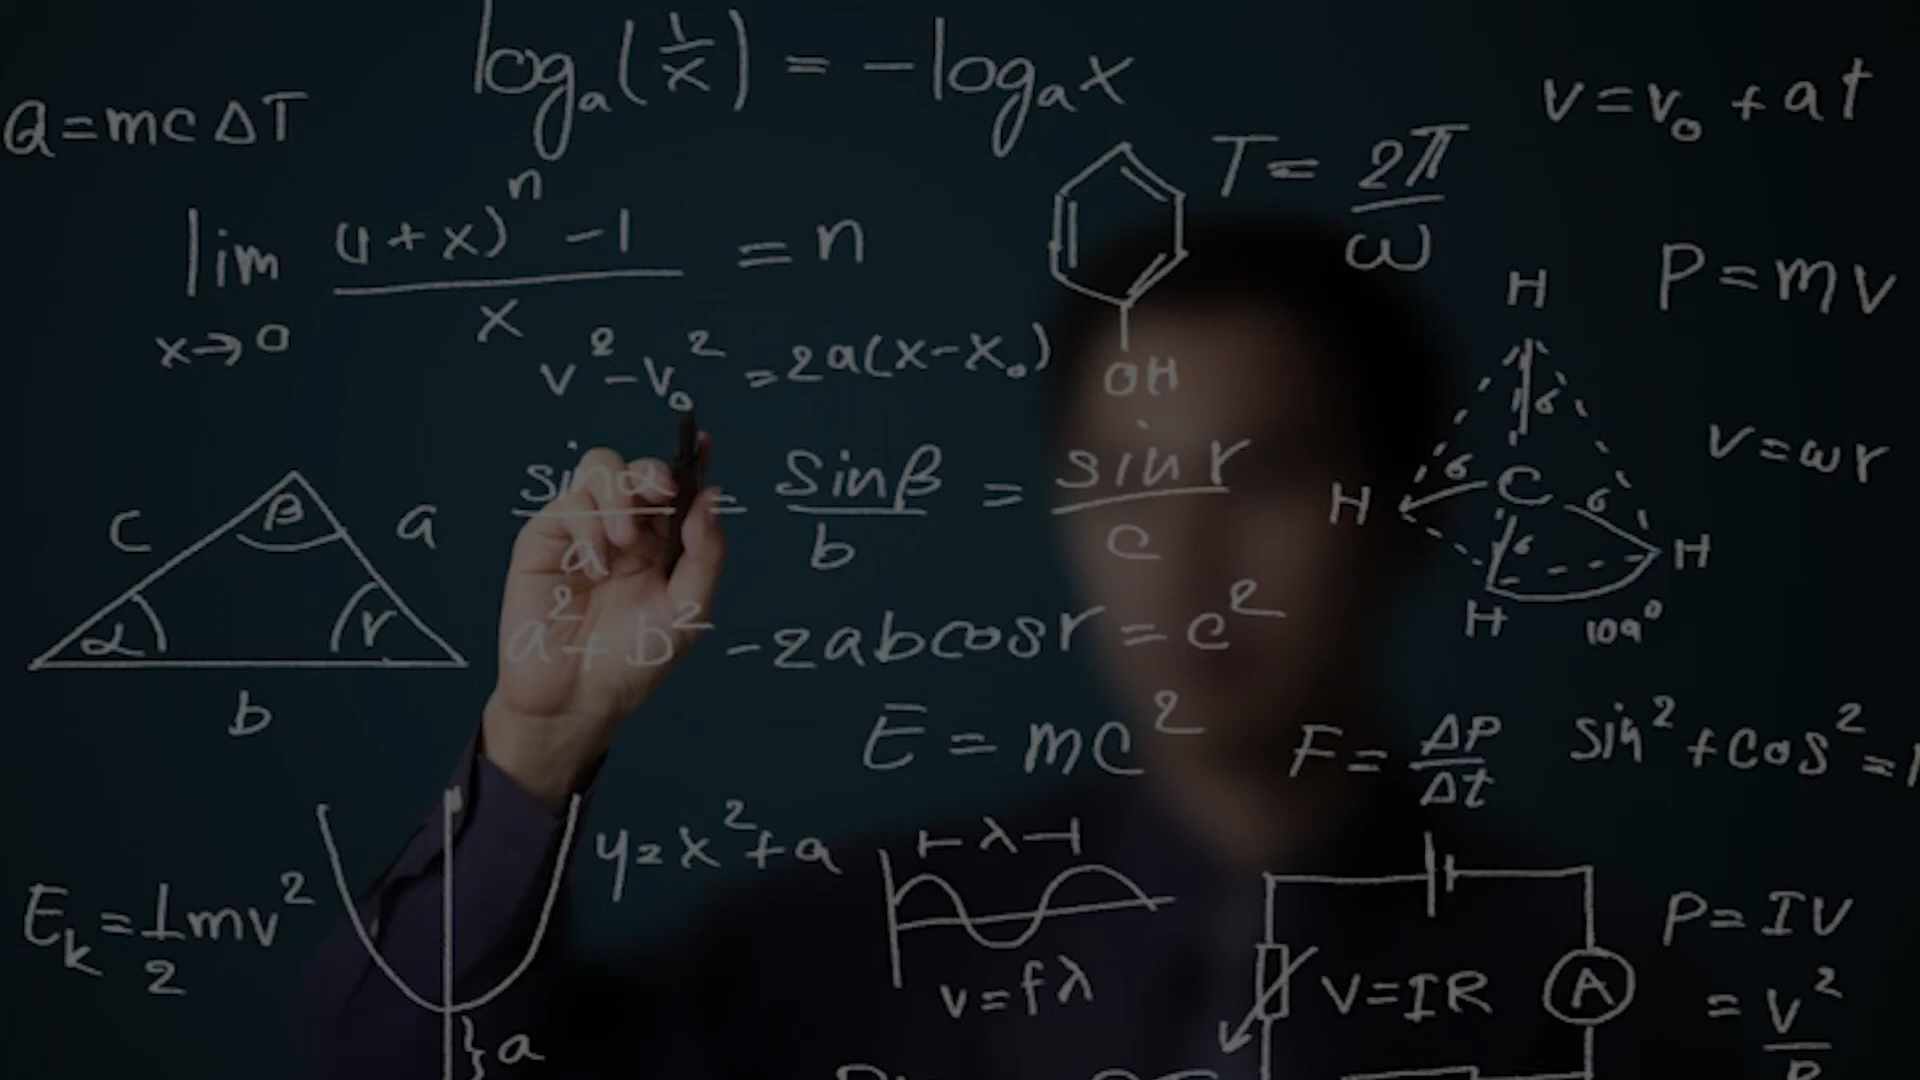 logₐ(1/x) = -logₐx
Q=mcΔT
v=v₀+at
T=2π/ω
lim x→0 ((1+x)ⁿ-1)/x = n
P=mv
H
v²-v₀²=2a(x-x₀)
OH
σ
v=ωr
sinα/a = sinβ/b = sinr/c
β
c
a
H
σ
C
σ
H
σ
α
r
H
109°
a²+b²-2abcosr=c²
b
E=mc²
F=ΔP/Δt
sin²+cos²=1
y=x²+a
λ
Eₖ=1/2mv²
P=IV
v=fλ
V=IR
A
=V²/R
a